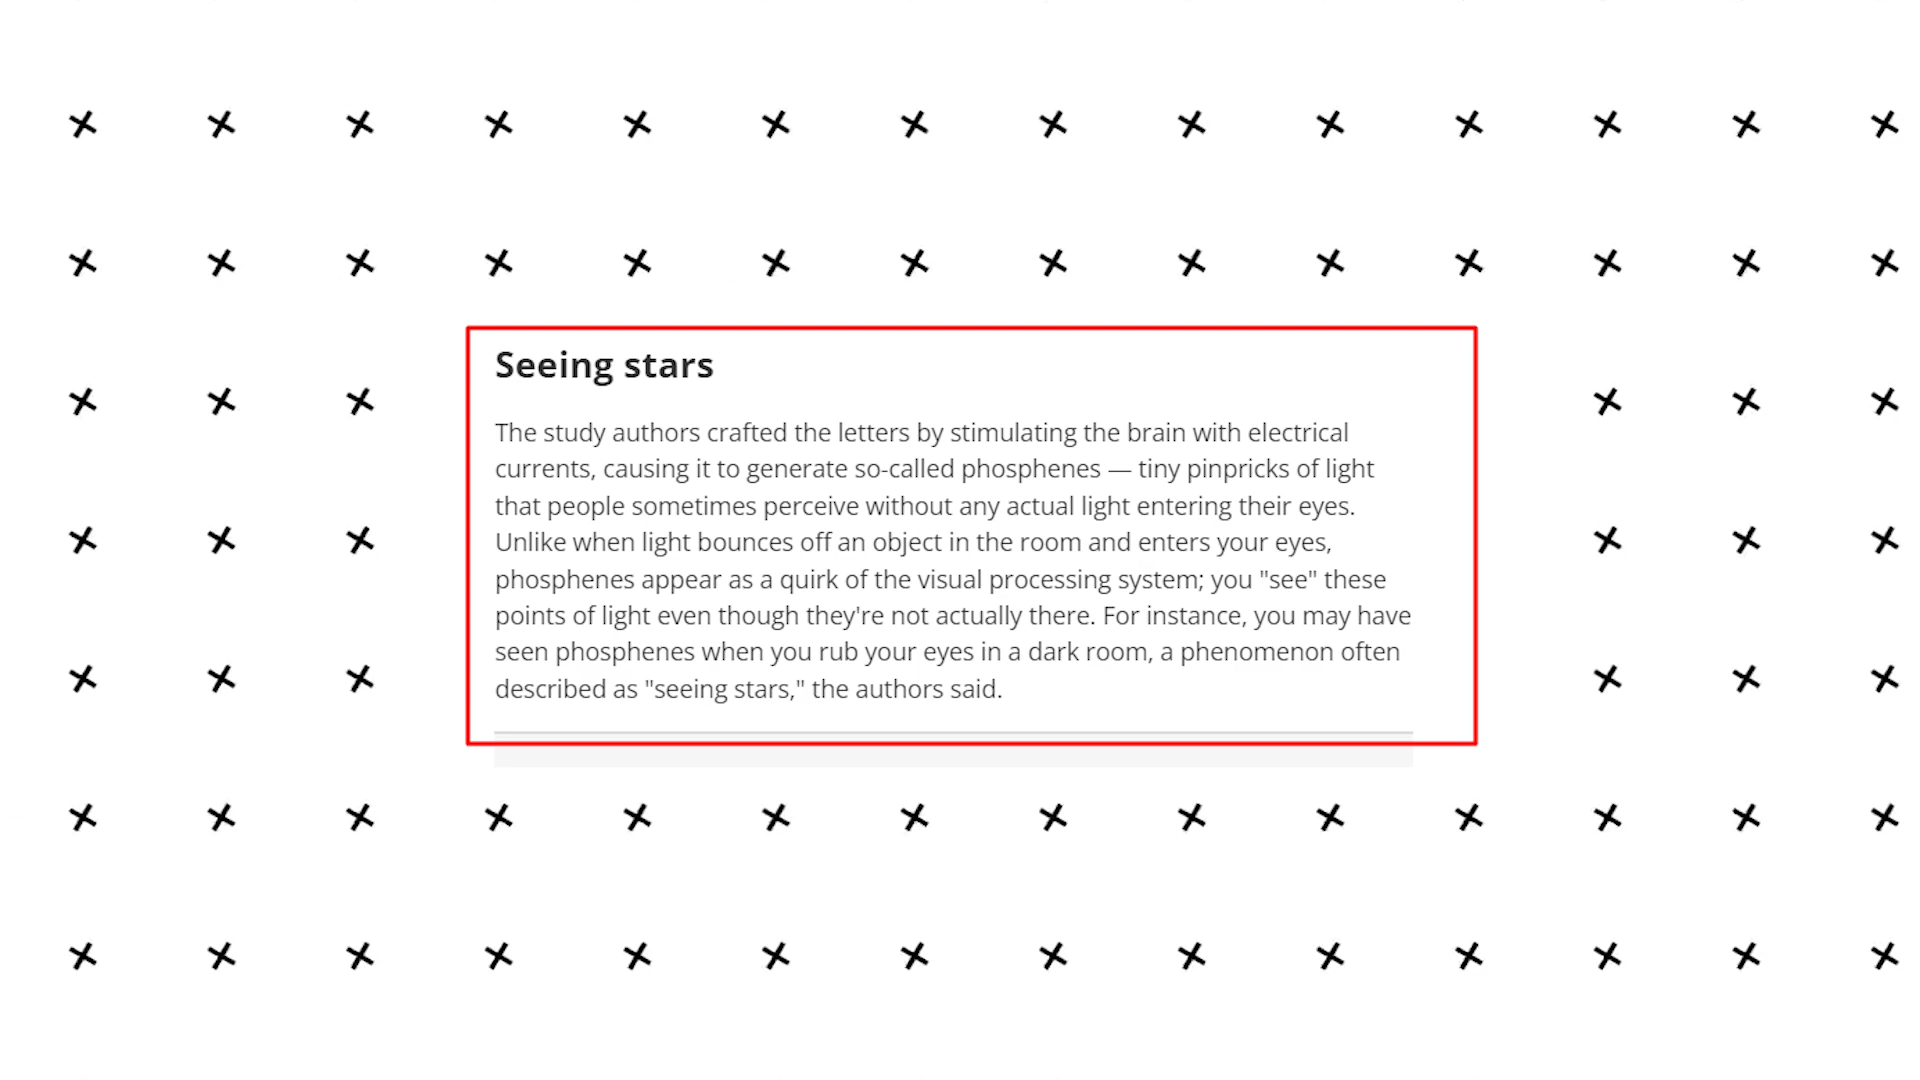 Seeing stars
The study authors crafted the letters by stimulating the brain with electrical
currents, causing it to generate so-called phosphenes — tiny pinpricks of light
that people sometimes perceive without any actual light entering their eyes.
Unlike when light bounces off an object in the room and enters your eyes,
phosphenes appear as a quirk of the visual processing system; you "see" these
points of light even though they're not actually there. For instance, you may have
seen phosphenes when you rub your eyes in a dark room, a phenomenon often
described as "seeing stars," the authors said.